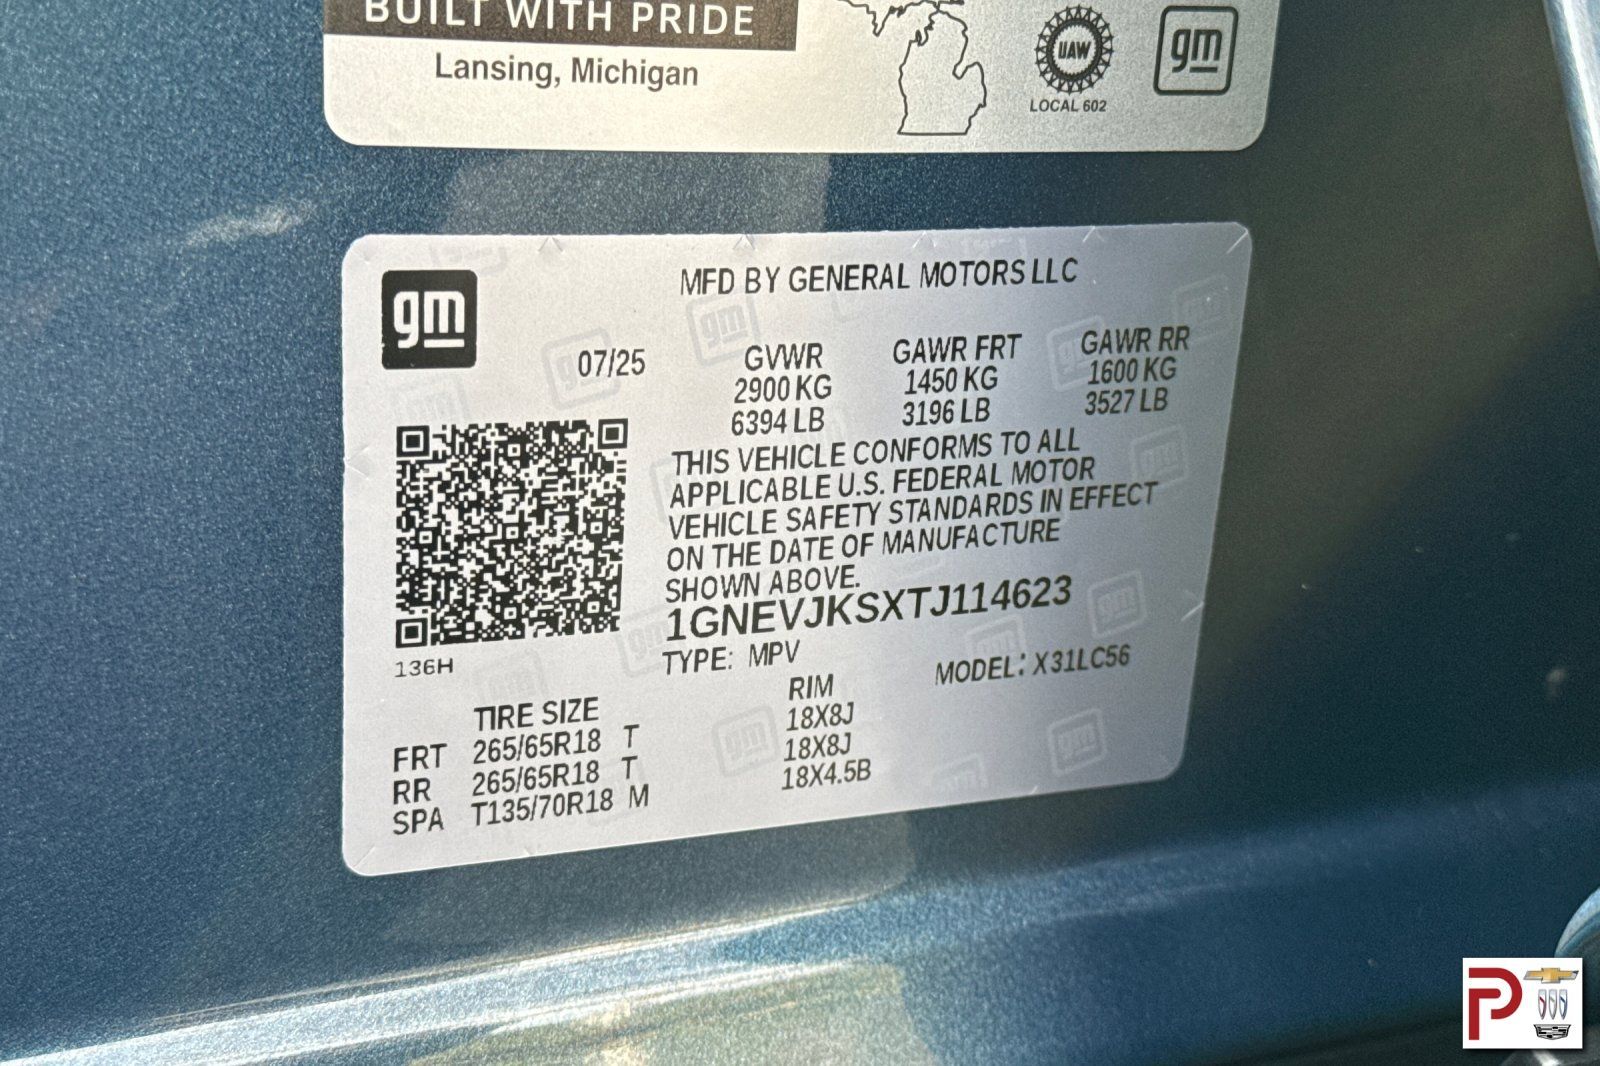 BUILT WITH PRIDE
Lansing, Michigan
UAW
LOCAL 602
gm
gm
MFD BY GENERAL MOTORS LLC
07/25
GVWR GAWR FRT GAWR RR
2900 KG 1450 KG 1600 KG
6394 LB 3196 LB 3527 LB
THIS VEHICLE CONFORMS TO ALL
APPLICABLE U.S. FEDERAL MOTOR
VEHICLE SAFETY STANDARDS IN EFFECT
ON THE DATE OF MANUFACTURE
SHOWN ABOVE.
1GNEVJKSXTJ114623
136H
TYPE: MPV MODEL: X31LC56
TIRE SIZE RIM
FRT 265/65R18 T 18X8J
RR 265/65R18 T 18X8J
SPA T135/70R18 M 18X4.5B
P